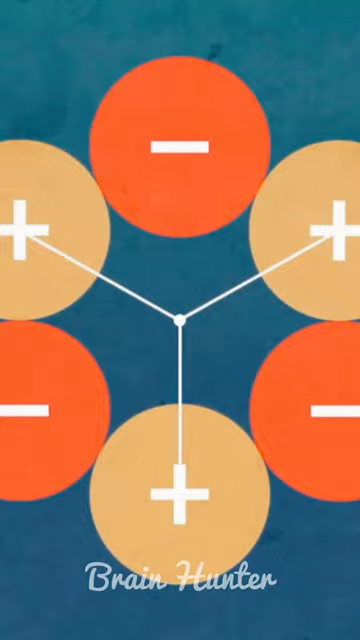 −
+ +
− −
+
Brain Hunter